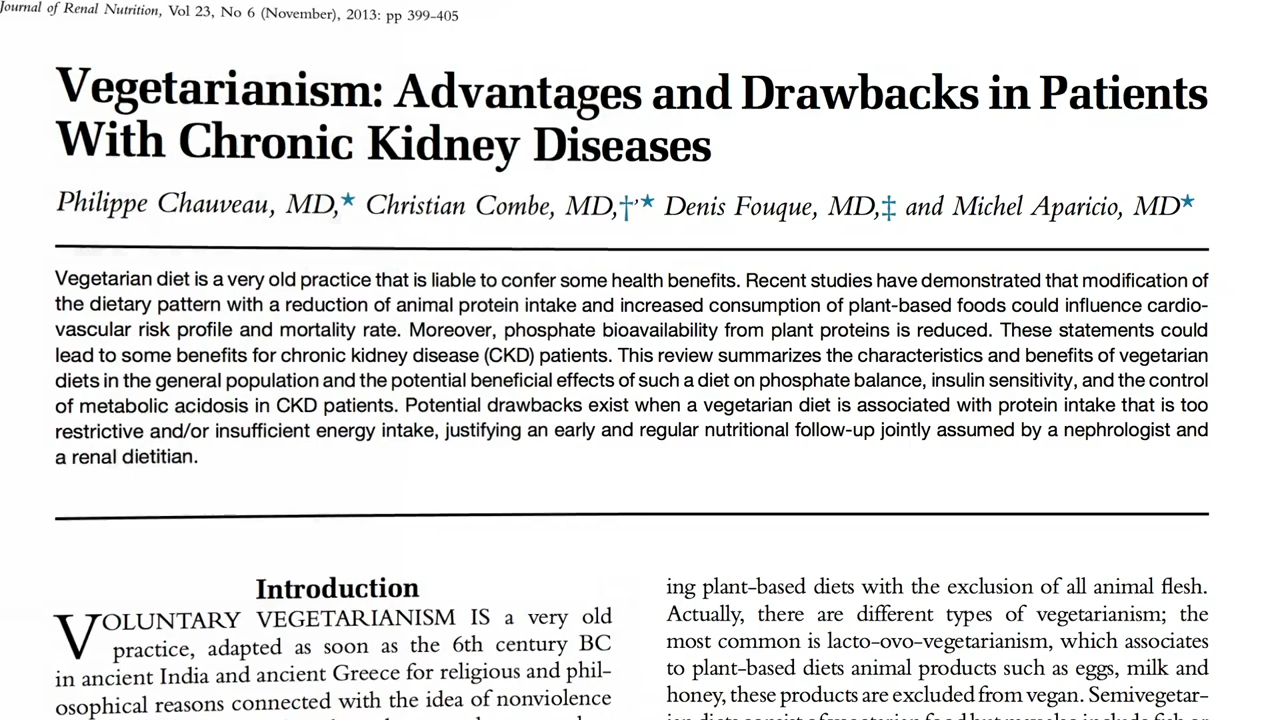 Journal of Renal Nutrition, Vol 23, No 6 (November), 2013: pp 399-405
Vegetarianism: Advantages and Drawbacks in Patients
With Chronic Kidney Diseases
Philippe Chauveau, MD,★ Christian Combe, MD,†,★ Denis Fouque, MD,‡ and Michel Aparicio, MD★
Vegetarian diet is a very old practice that is liable to confer some health benefits. Recent studies have demonstrated that modification of
the dietary pattern with a reduction of animal protein intake and increased consumption of plant-based foods could influence cardio-
vascular risk profile and mortality rate. Moreover, phosphate bioavailability from plant proteins is reduced. These statements could
lead to some benefits for chronic kidney disease (CKD) patients. This review summarizes the characteristics and benefits of vegetarian
diets in the general population and the potential beneficial effects of such a diet on phosphate balance, insulin sensitivity, and the control
of metabolic acidosis in CKD patients. Potential drawbacks exist when a vegetarian diet is associated with protein intake that is too
restrictive and/or insufficient energy intake, justifying an early and regular nutritional follow-up jointly assumed by a nephrologist and
a renal dietitian.
Introduction
VOLUNTARY VEGETARIANISM IS a very old
practice, adapted as soon as the 6th century BC
in ancient India and ancient Greece for religious and phil-
osophical reasons connected with the idea of nonviolence
ing plant-based diets with the exclusion of all animal flesh.
Actually, there are different types of vegetarianism; the
most common is lacto-ovo-vegetarianism, which associates
to plant-based diets animal products such as eggs, milk and
honey, these products are excluded from vegan. Semivegetar-